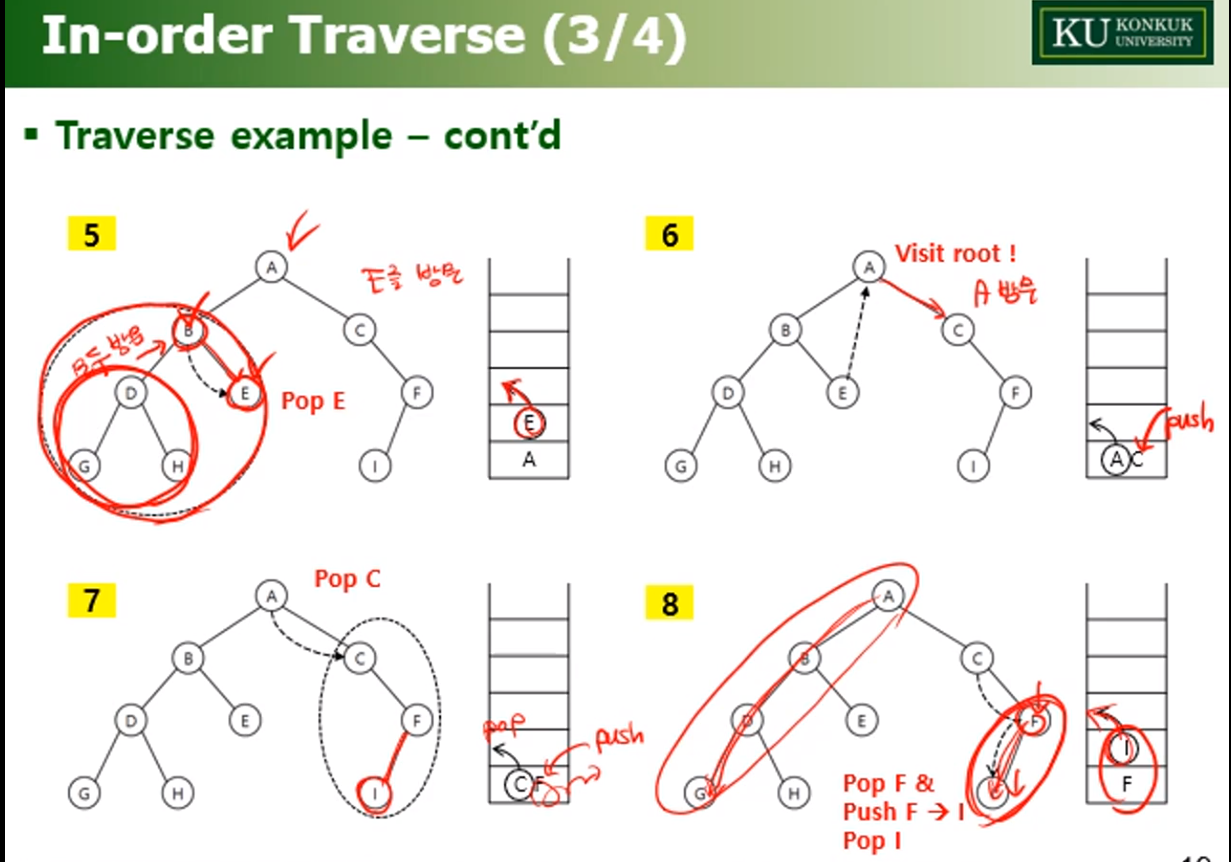 In-order Traverse (3/4)
KU KONKUK
UNIVERSITY
▪ Traverse example – cont'd
5
A
E를 방문
B
C
B두 방문
D
E
Pop E
F
E
G
H
I
A
6
A
Visit root !
A 방문
B
C
D
E
F
push
G
H
I
A C
7
Pop C
A
B
C
D
E
F
pop
push
G
H
I
C F
8
A
B
C
D
E
F
I
G
H
F
Pop F &
Push F → I
Pop I